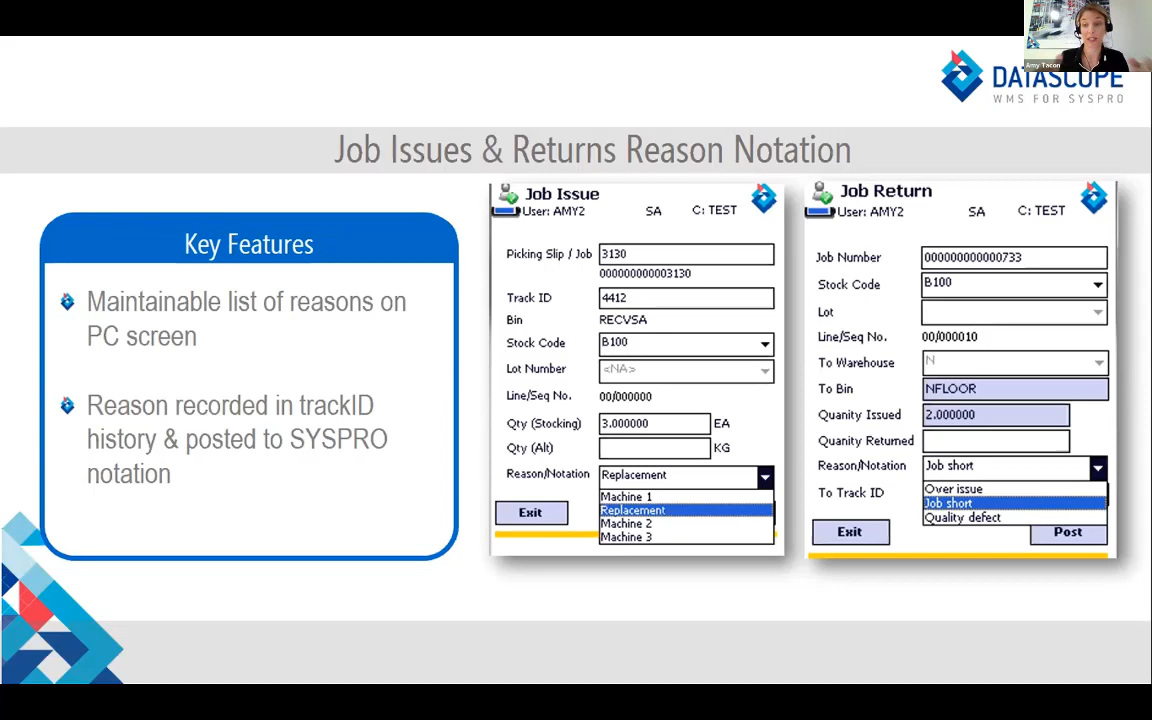 Amy Tacon
DATASCOPE
WMS FOR SYSPRO
Job Issues & Returns Reason Notation
Key Features
Maintainable list of reasons on
PC screen
Reason recorded in trackID
history & posted to SYSPRO
notation
Job Issue
User: AMY2 SA C: TEST
Picking Slip / Job 3130
000000000003130
Track ID 4412
Bin RECVSA
Stock Code B100
Lot Number <NA>
Line/Seq No. 00/000000
Qty (Stocking) 3.000000 EA
Qty (Alt) KG
Reason/Notation Replacement
Machine 1
Replacement
Machine 2
Machine 3
Exit
Job Return
User: AMY2 SA C: TEST
Job Number 000000000000733
Stock Code B100
Lot
Line/Seq No. 00/000010
To Warehouse N
To Bin NFLOOR
Quanity Issued 2.000000
Quanity Returned
Reason/Notation Job short
Over issue
To Track ID Job short
Quality defect
Exit Post